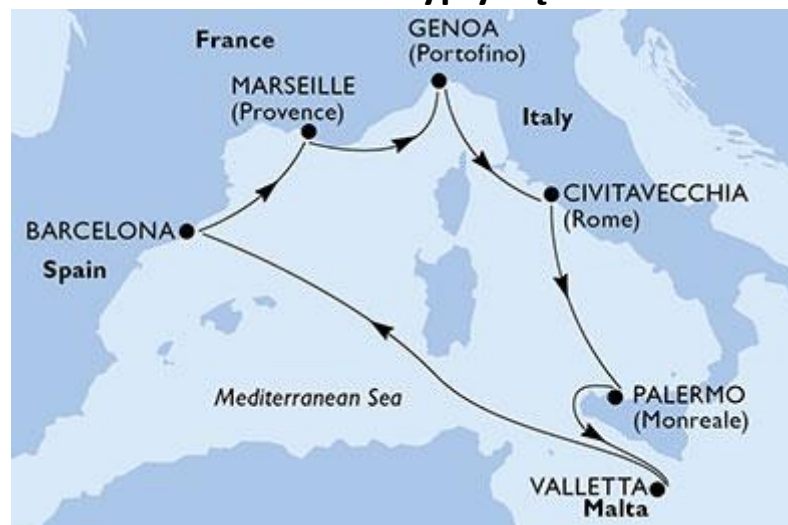 France
GENOA
(Portofino)
MARSEILLE
(Provence)
Italy
CIVITAVECCHIA
(Rome)
BARCELONA
Spain
Mediterranean Sea
PALERMO
(Monreale)
VALLETTA
Malta